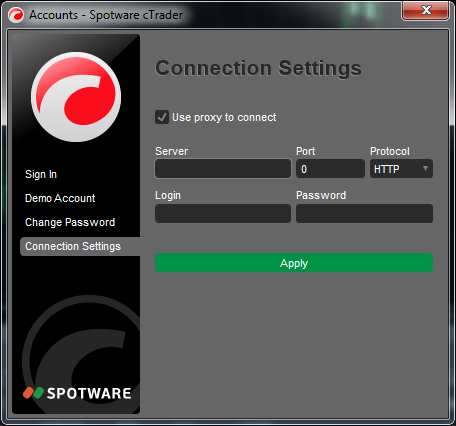 Accounts - Spotware cTrader
Connection Settings
Use proxy to connect
Server Port Protocol
0 HTTP
Login Password
Apply
Sign In
Demo Account
Change Password
Connection Settings
SPOTWARE